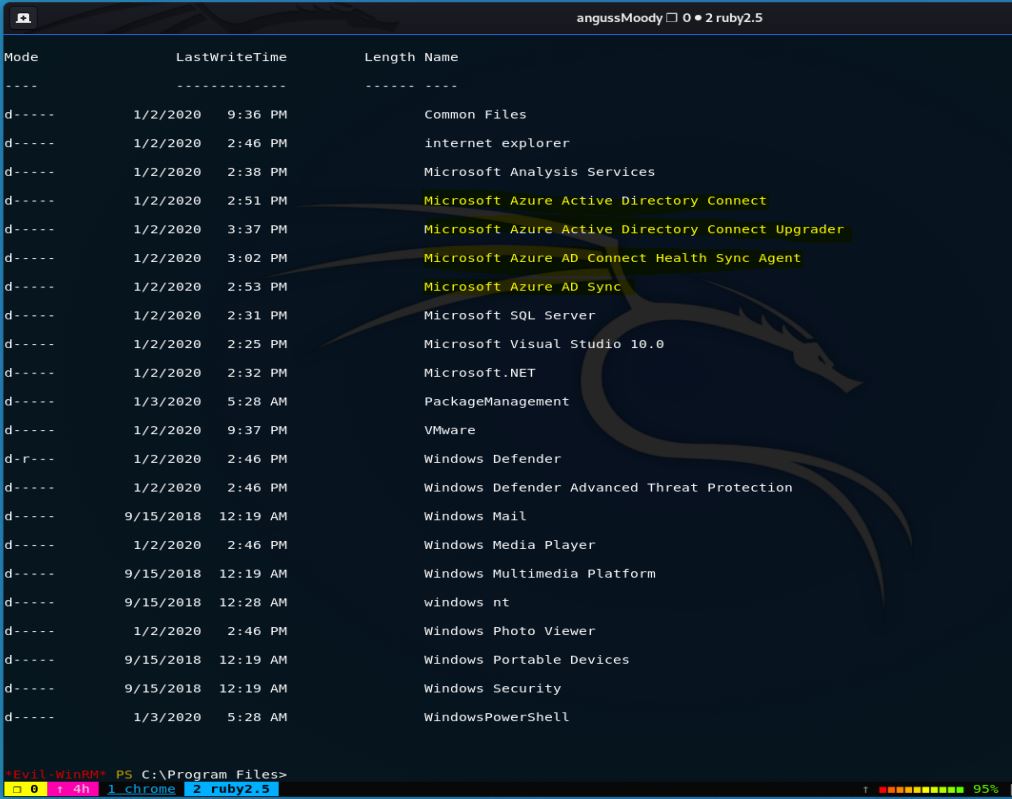 angussMoody ❐ 0 ● 2 ruby2.5
Mode LastWriteTime Length Name
---- ------------- ------ ----
d----- 1/2/2020 9:36 PM Common Files
d----- 1/2/2020 2:46 PM internet explorer
d----- 1/2/2020 2:38 PM Microsoft Analysis Services
d----- 1/2/2020 2:51 PM Microsoft Azure Active Directory Connect
d----- 1/2/2020 3:37 PM Microsoft Azure Active Directory Connect Upgrader
d----- 1/2/2020 3:02 PM Microsoft Azure AD Connect Health Sync Agent
d----- 1/2/2020 2:53 PM Microsoft Azure AD Sync
d----- 1/2/2020 2:31 PM Microsoft SQL Server
d----- 1/2/2020 2:25 PM Microsoft Visual Studio 10.0
d----- 1/2/2020 2:32 PM Microsoft.NET
d----- 1/3/2020 5:28 AM PackageManagement
d----- 1/2/2020 9:37 PM VMware
d-r--- 1/2/2020 2:46 PM Windows Defender
d----- 1/2/2020 2:46 PM Windows Defender Advanced Threat Protection
d----- 9/15/2018 12:19 AM Windows Mail
d----- 1/2/2020 2:46 PM Windows Media Player
d----- 9/15/2018 12:19 AM Windows Multimedia Platform
d----- 9/15/2018 12:28 AM windows nt
d----- 1/2/2020 2:46 PM Windows Photo Viewer
d----- 9/15/2018 12:19 AM Windows Portable Devices
d----- 9/15/2018 12:19 AM Windows Security
d----- 1/3/2020 5:28 AM WindowsPowerShell
*Evil-WinRM* PS C:\Program Files>
❐ 0 ↑ 4h 1 chrome 2 ruby2.5 ↑ 95%